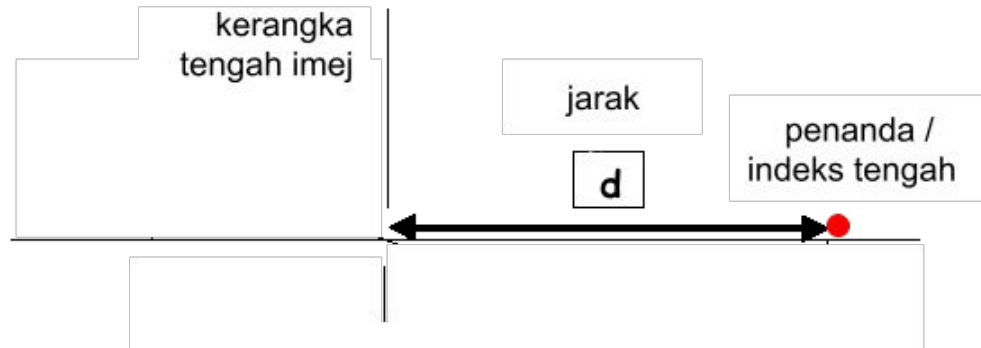 kerangka
tengah imej
jarak
penanda /
indeks tengah
d